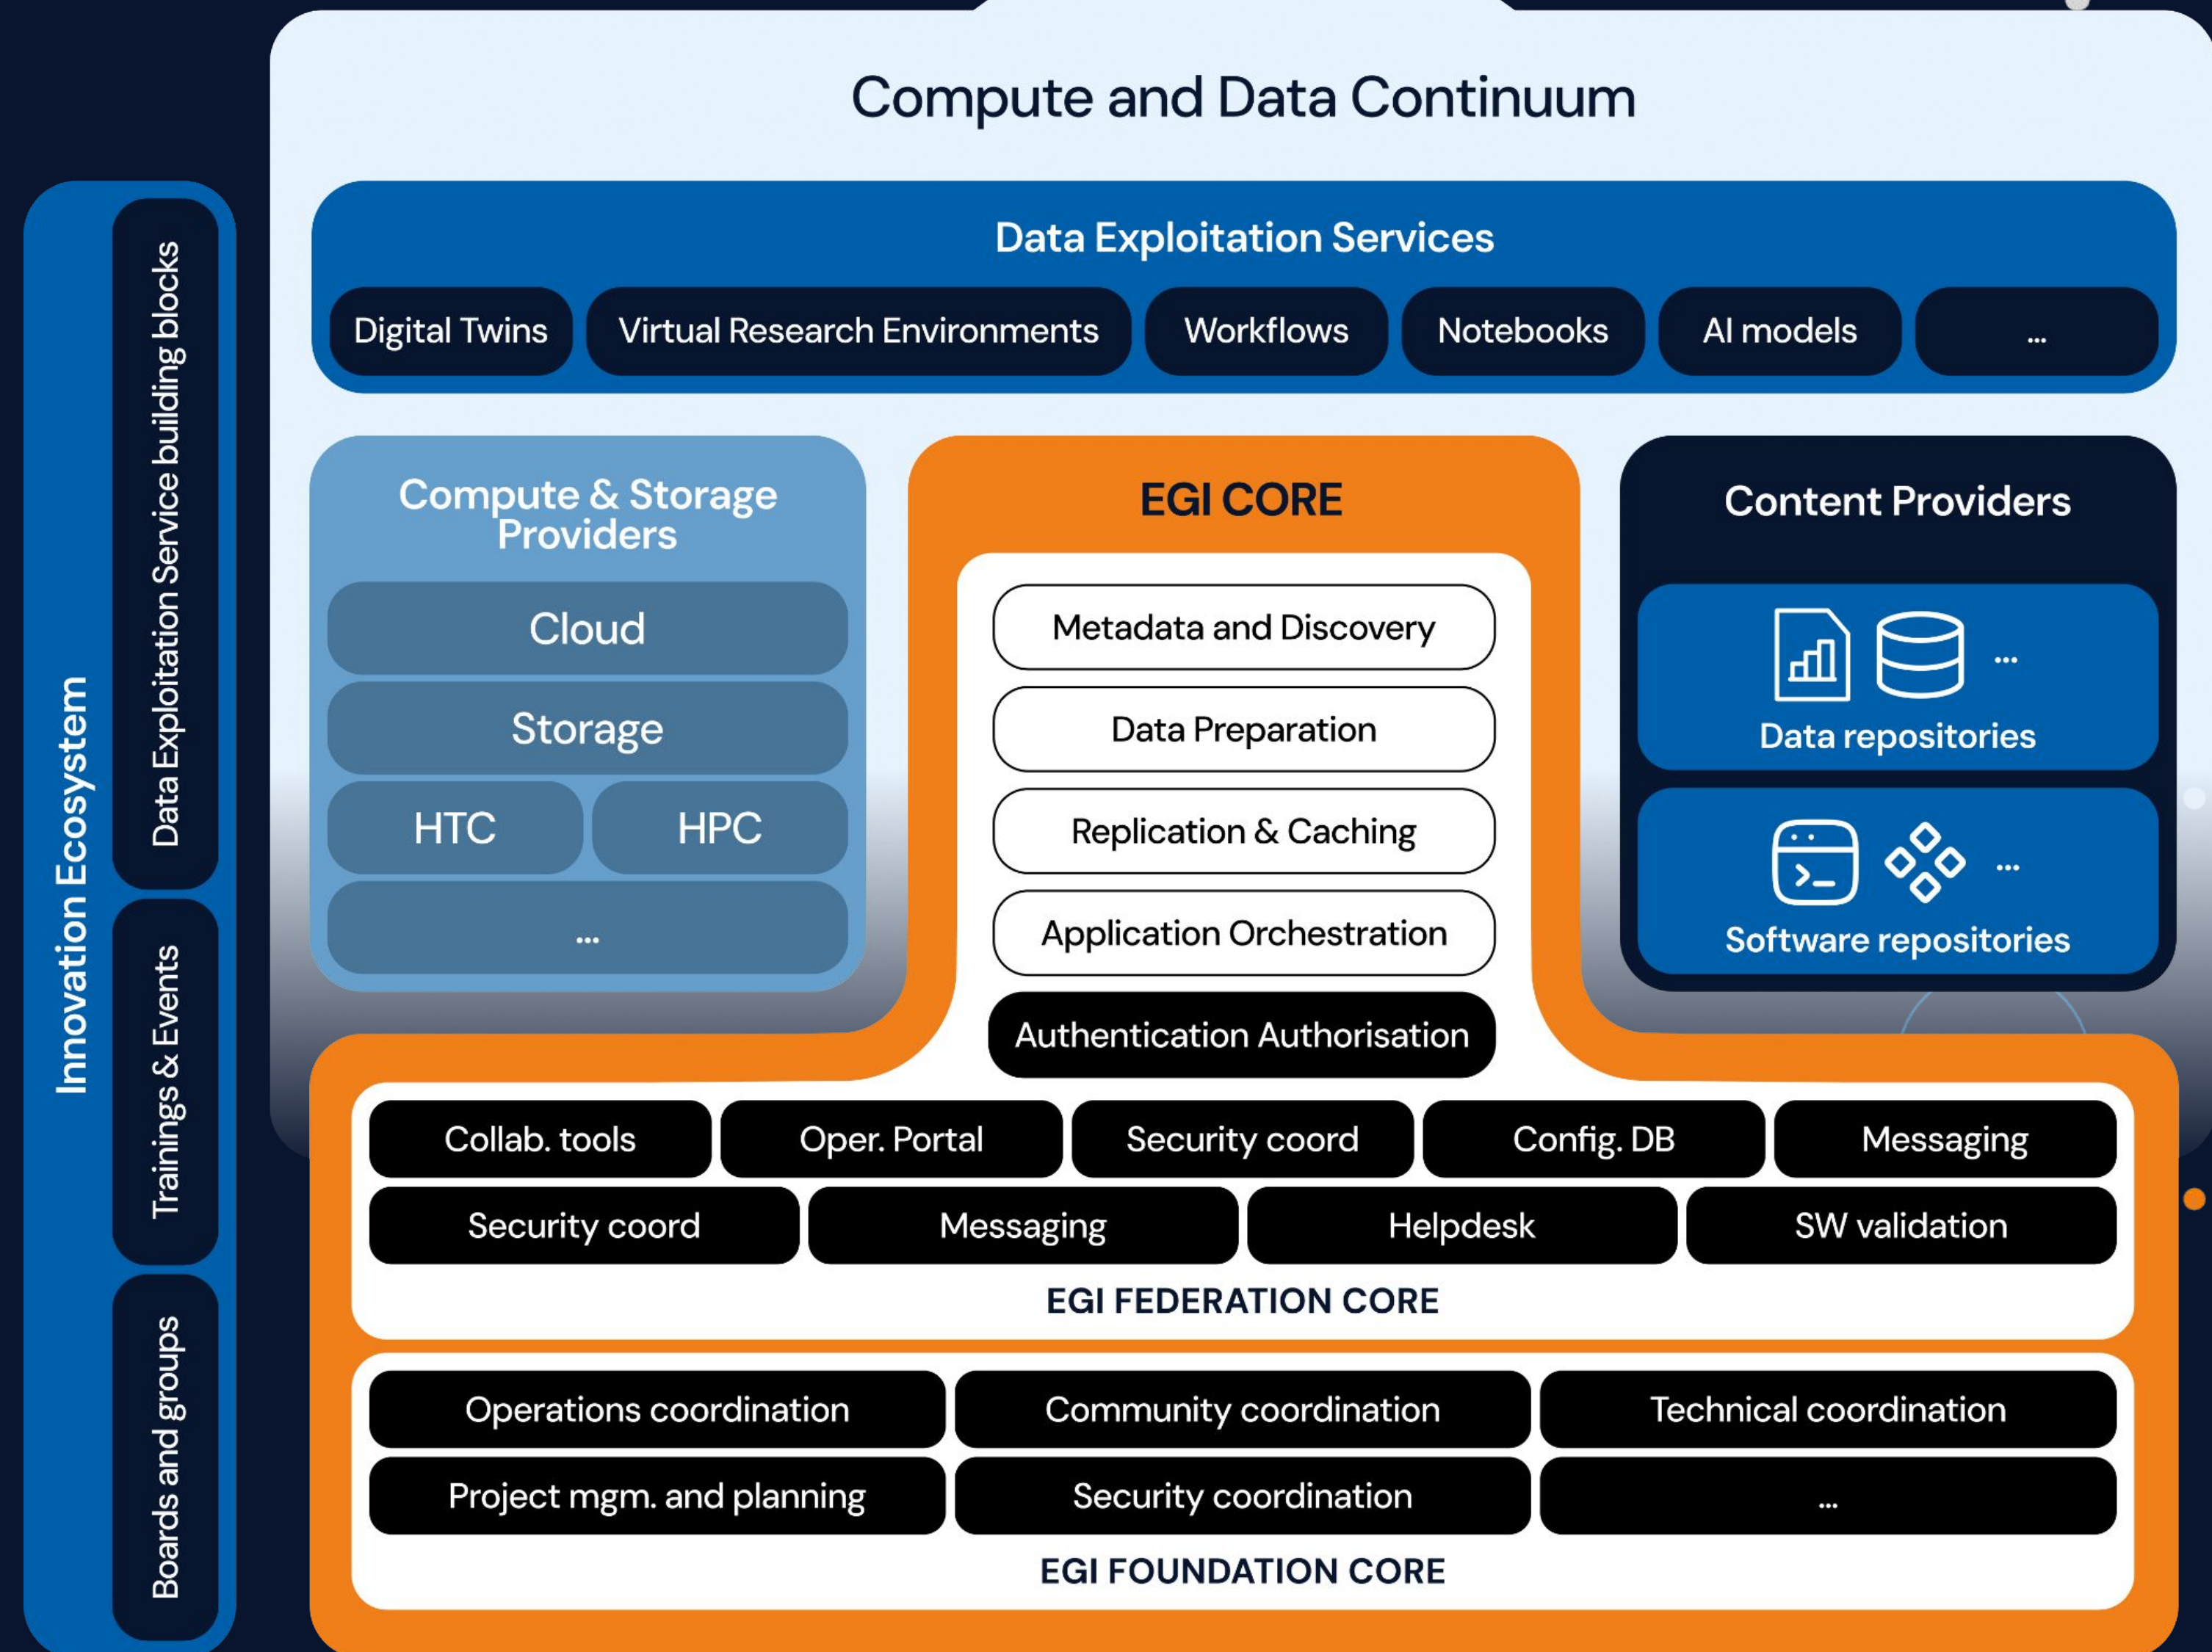 Compute and Data Continuum
Innovation Ecosystem
Data Exploitation Service building blocks
Trainings & Events
Boards and groups
Data Exploitation Services
Digital Twins
Virtual Research Environments
Workflows
Notebooks
AI models
...
Compute & Storage
Providers
Cloud
Storage
HTC
HPC
...
EGI CORE
Metadata and Discovery
Data Preparation
Replication & Caching
Application Orchestration
Authentication Authorisation
Content Providers
...
Data repositories
...
Software repositories
Collab. tools
Oper. Portal
Security coord
Config. DB
Messaging
Security coord
Messaging
Helpdesk
SW validation
EGI FEDERATION CORE
Operations coordination
Community coordination
Technical coordination
Project mgm. and planning
Security coordination
...
EGI FOUNDATION CORE